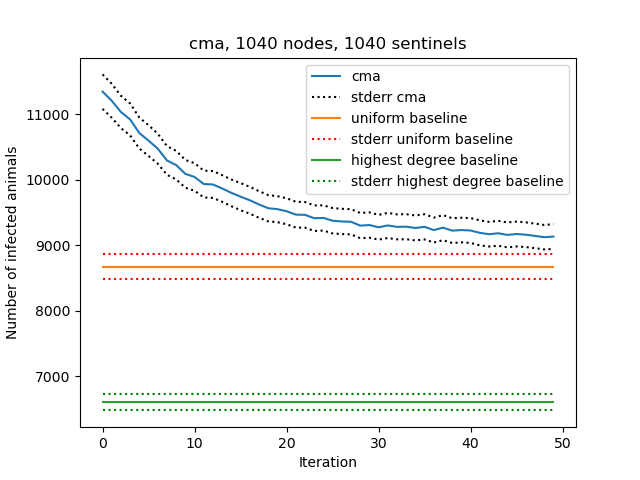 cma, 1040 nodes, 1040 sentinels
cma
stderr cma
uniform baseline
stderr uniform baseline
highest degree baseline
stderr highest degree baseline
Number of infected animals
11000
10000
9000
8000
7000
0 10 20 30 40 50
Iteration